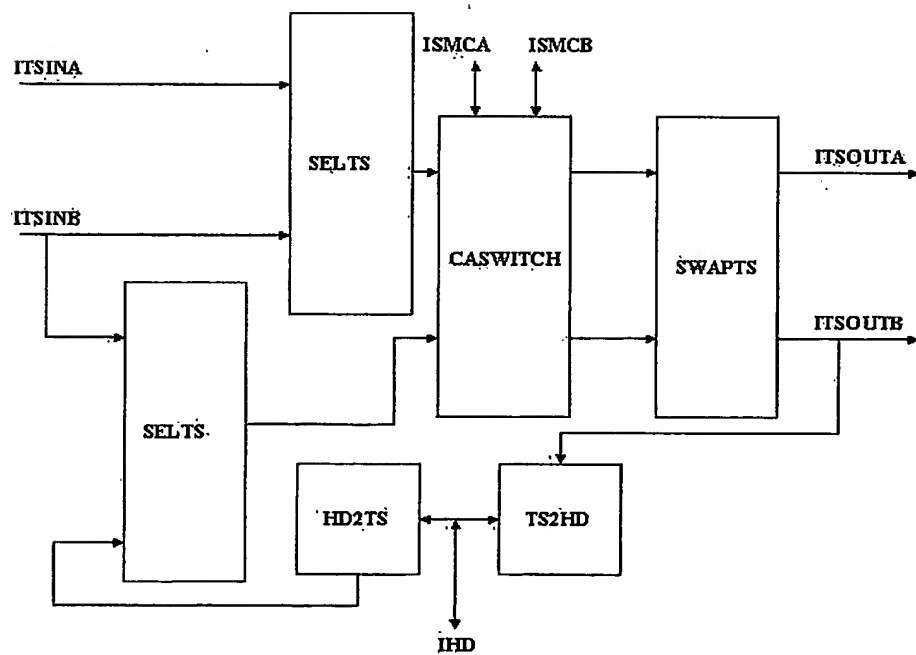 ISMCA ISMCB
ITSINA
SELTS
ITSOUTA
ITSINB
CASWITCH SWAPTS
ITSOUTB
SELTS
HD2TS TS2HD
IHD